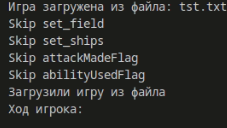 Игра загружена из файла: tst.txt
Skip set_field
Skip set_ships
Skip attackMadeFlag
Skip abilityUsedFlag
Загрузили игру из файла
Ход игрока: